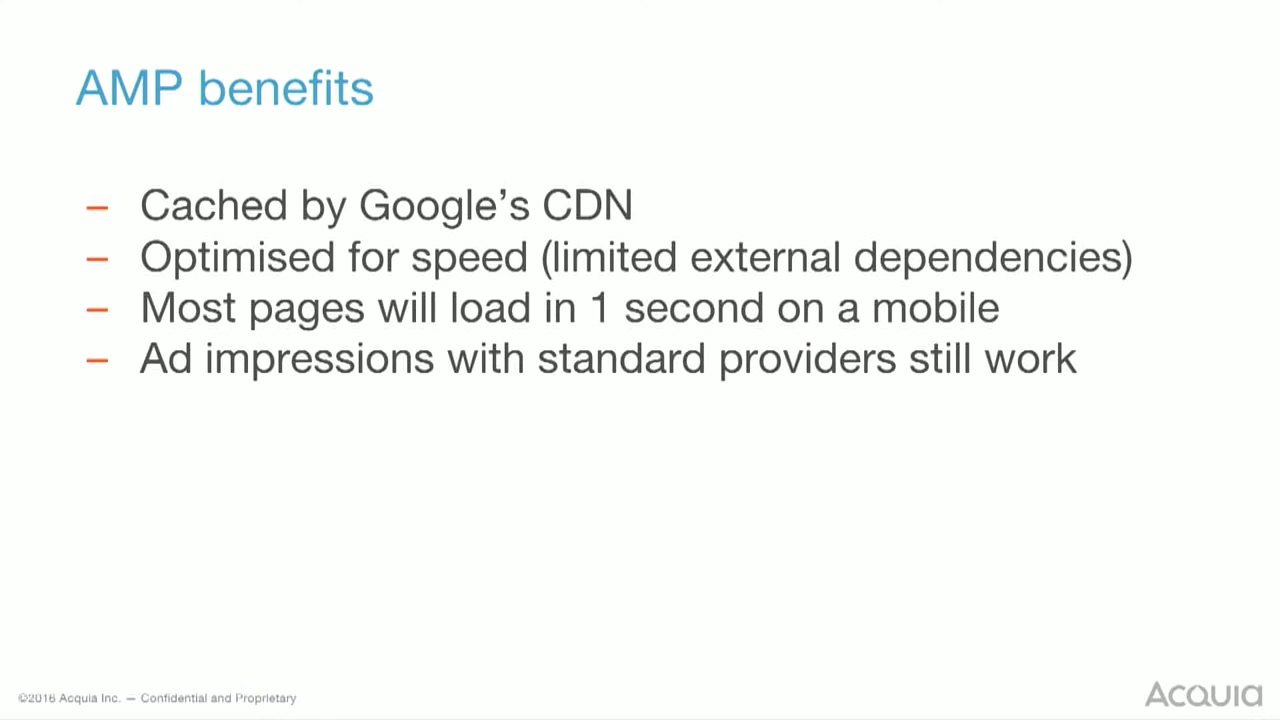 AMP benefits
– Cached by Google’s CDN
– Optimised for speed (limited external dependencies)
– Most pages will load in 1 second on a mobile
– Ad impressions with standard providers still work
©2016 Acquia Inc. — Confidential and Proprietary
Acquia